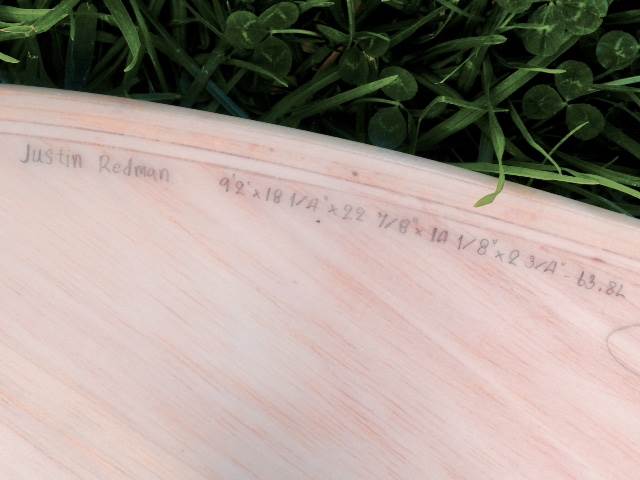 Justin Redman 9'2" x 18 1/4" x 22 7/8" x 14 1/8" x 2 3/4" - 63.8L